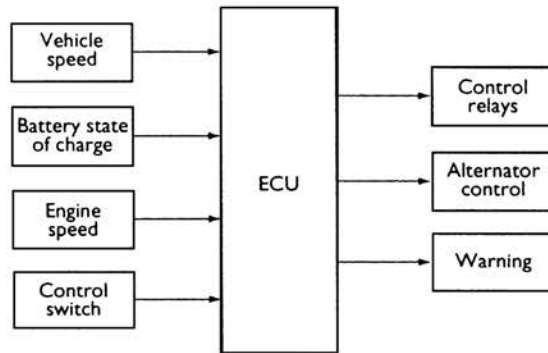 Vehicle
speed
Battery state
of charge
Engine
speed
Control
switch
ECU
Control
relays
Alternator
control
Warning